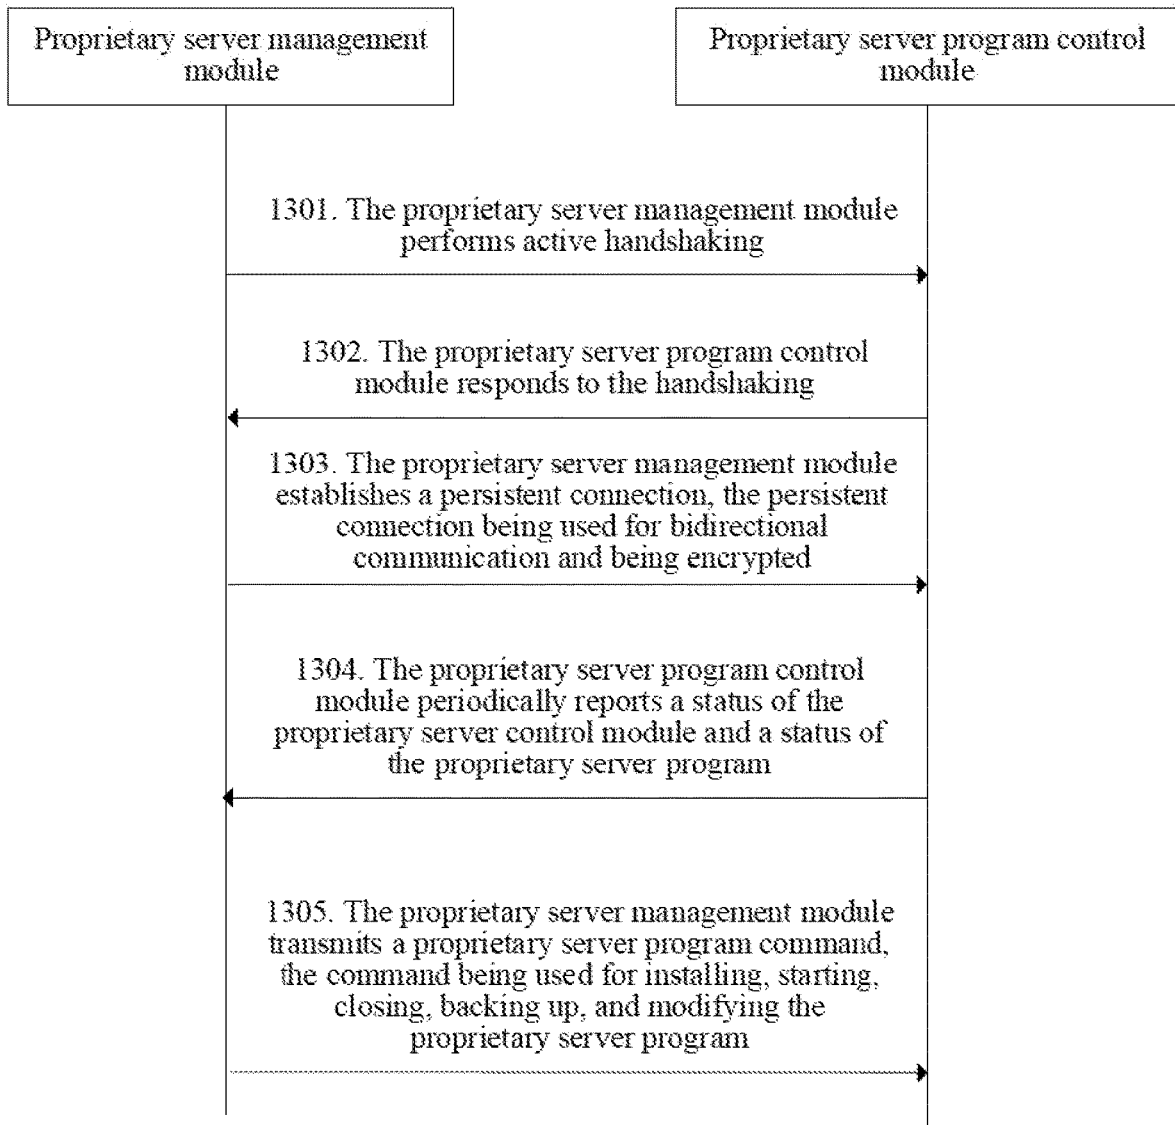 Proprietary server management
module
Proprietary server program control
module
1301. The proprietary server management module
performs active handshaking
1302. The proprietary server program control
module responds to the handshaking
1303. The proprietary server management module
establishes a persistent connection, the persistent
connection being used for bidirectional
communication and being encrypted
1304. The proprietary server program control
module periodically reports a status of the
proprietary server control module and a status of
the proprietary server program
1305. The proprietary server management module
transmits a proprietary server program command,
the command being used for installing, starting,
closing, backing up, and modifying the
proprietary server program